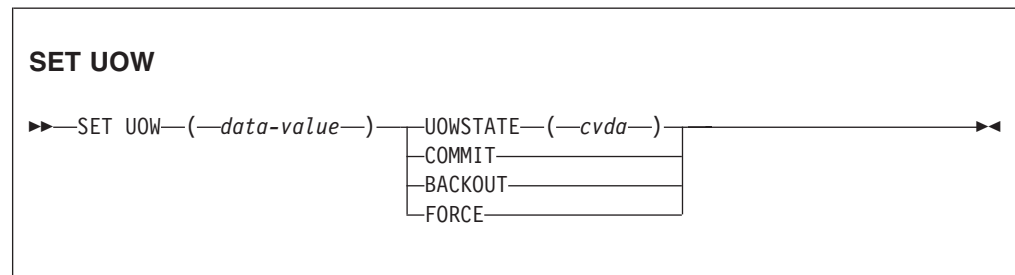 SET UOW
►►—SET UOW—(—data-value—)—UOWSTATE—(—cvda—)—►◄
COMMIT
BACKOUT
FORCE